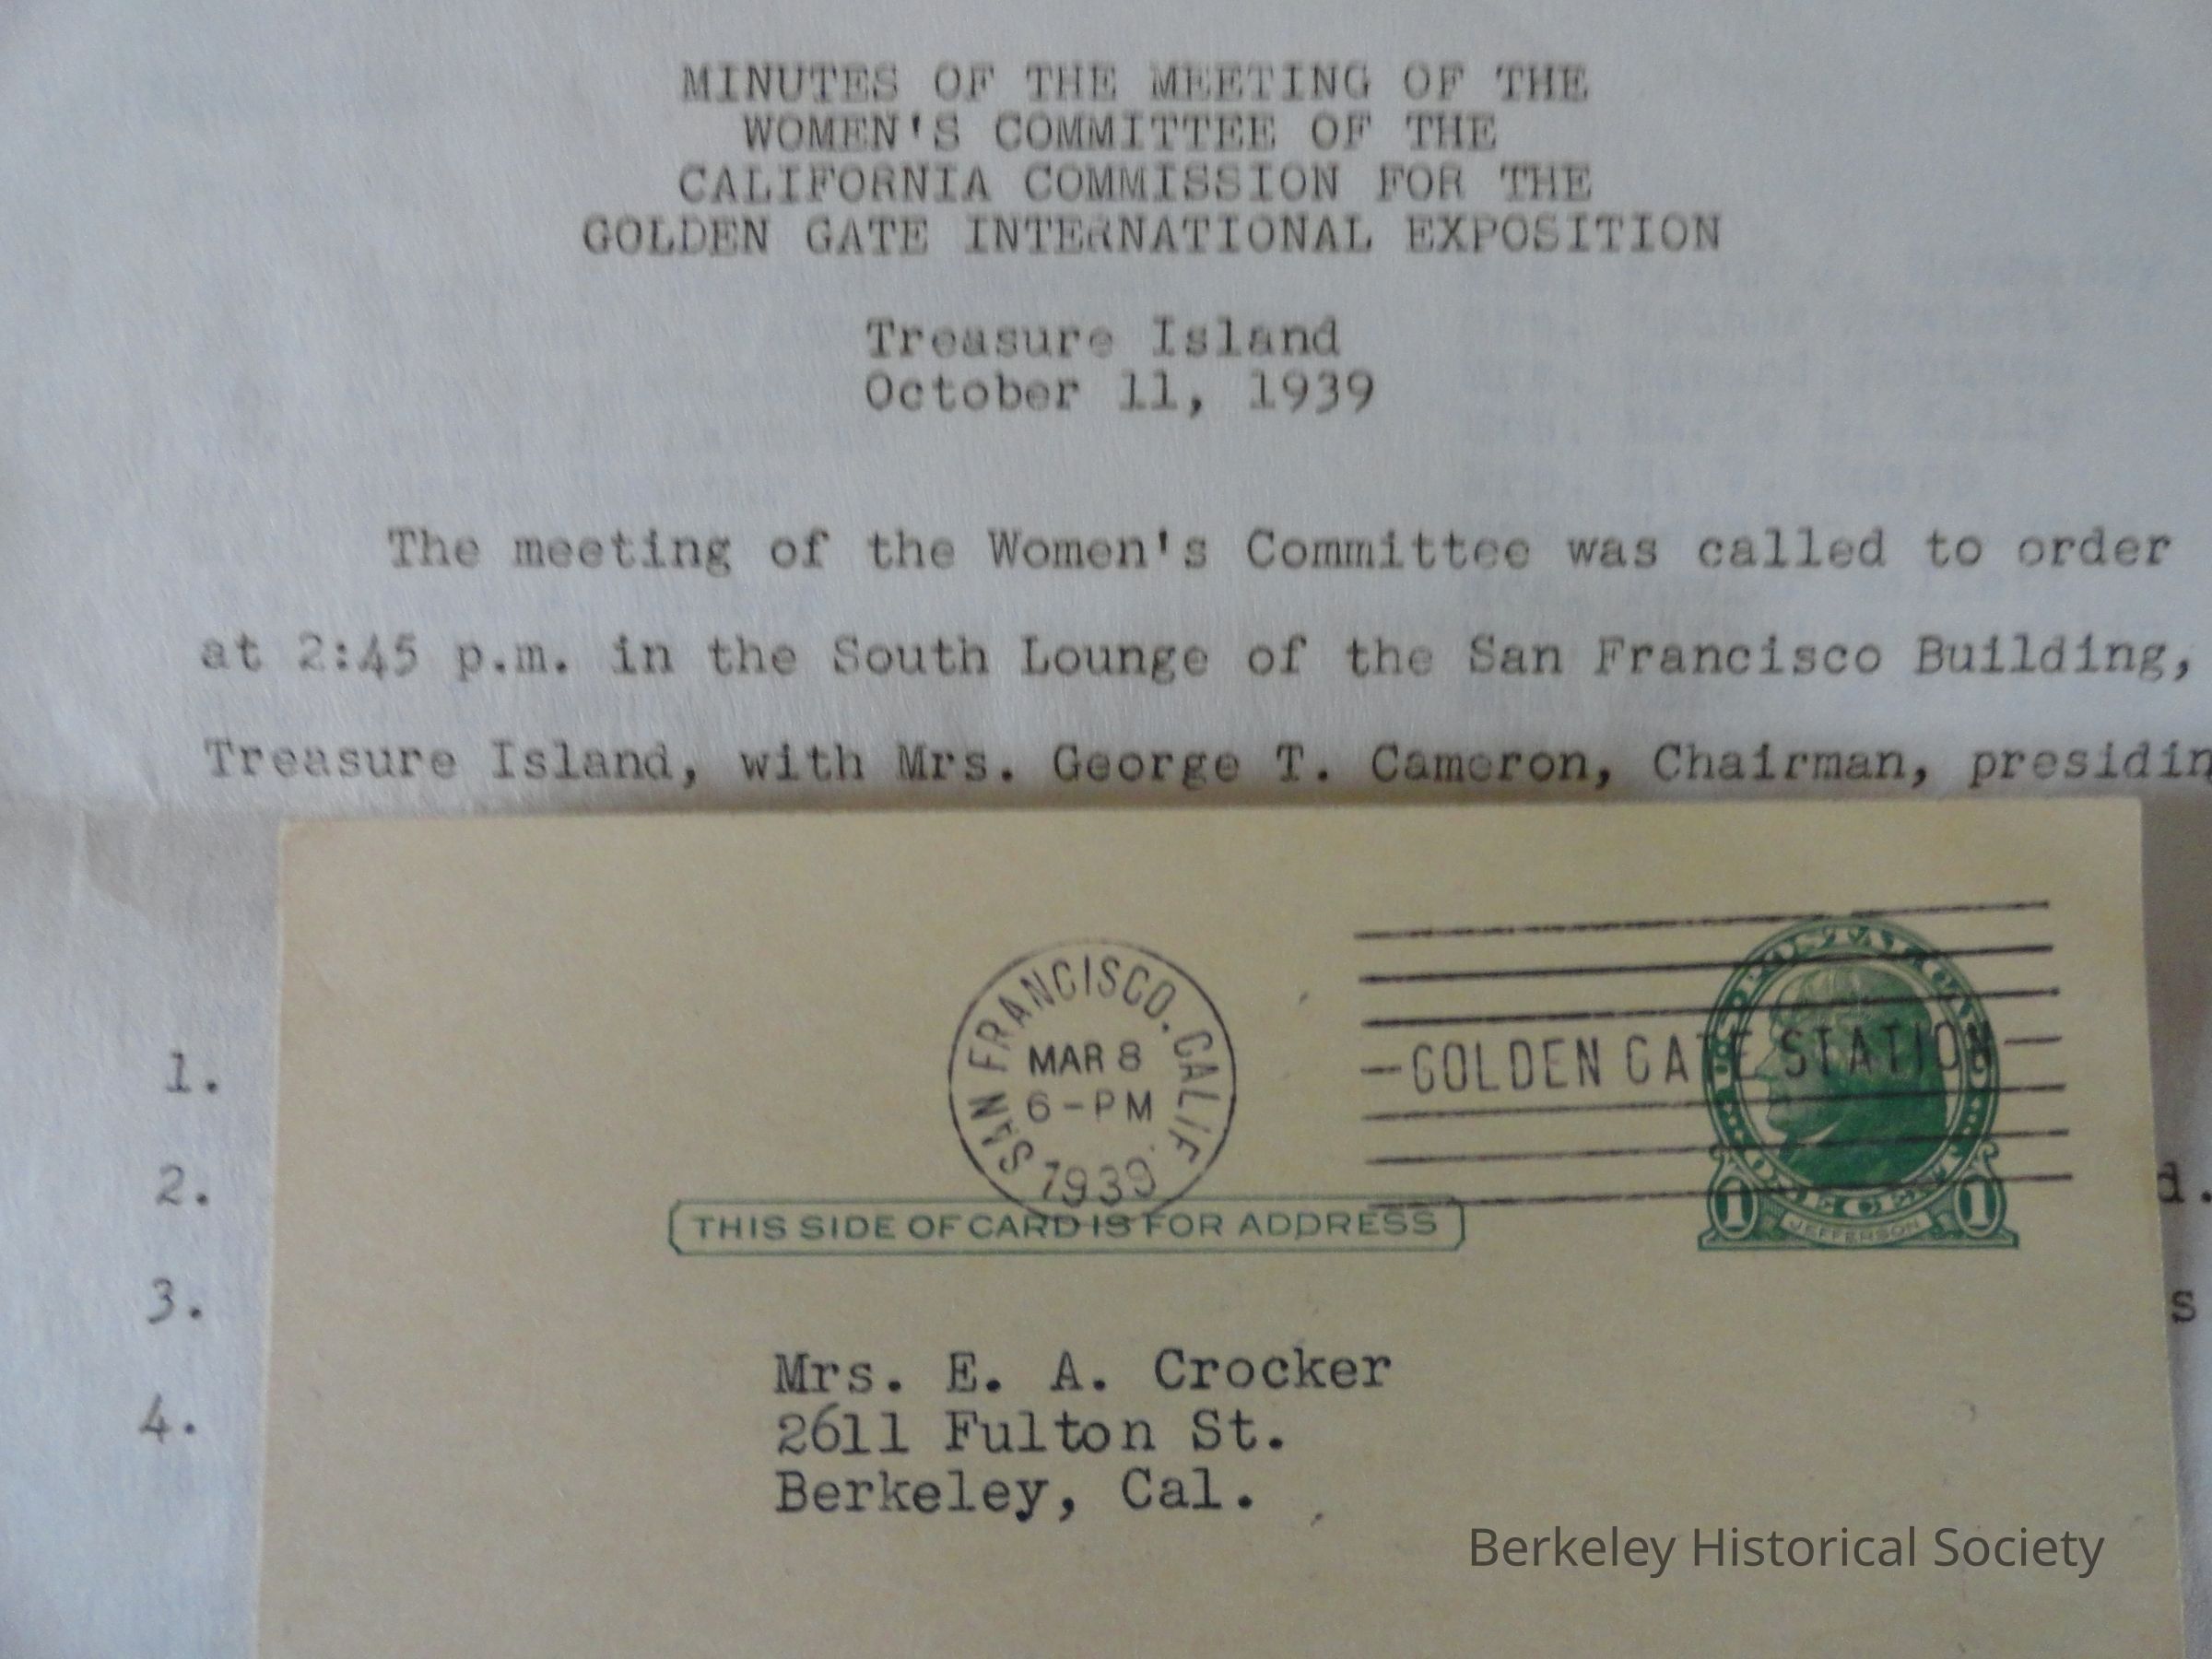 MINUTES OF THE MEETING OF THE
WOMEN'S COMMITTEE OF THE
CALIFORNIA COMMISSION FOR THE
GOLDEN GATE INTERNATIONAL EXPOSITION
Treasure Island
October 11, 1939
The meeting of the Women's Committee was called to order
at 2:45 p.m. in the South Lounge of the San Francisco Building,
Treasure Island, with Mrs. George T. Cameron, Chairman, presidin
1.
2.
d.
3.
s
4.
SAN FRANCISCO, CALIF
MAR 8
6-PM
1939
GOLDEN GATE STATION
THIS SIDE OF CARD IS FOR ADDRESS
1 JEFFERSON 1
Mrs. E. A. Crocker
2611 Fulton St.
Berkeley, Cal.
Berkeley Historical Society